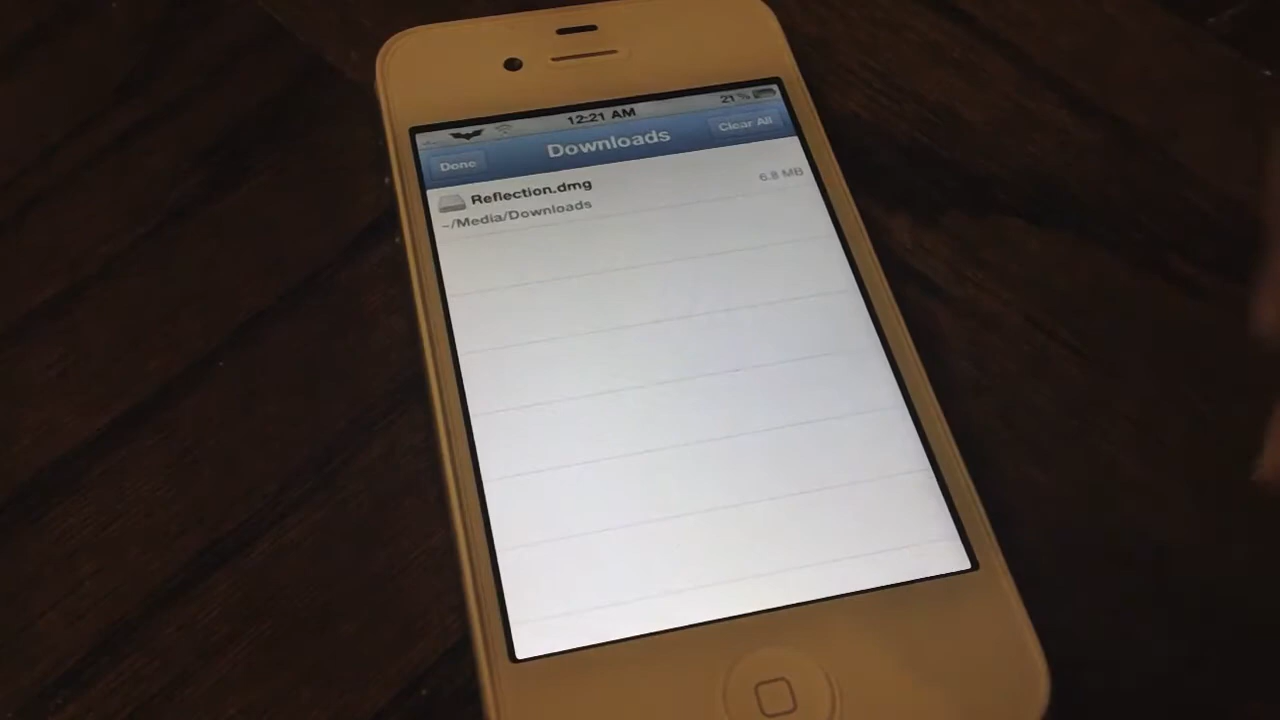 12:21 AM
21 %
Done
Downloads
Clear All
Reflection.dmg
6.8 MB
~/Media/Downloads